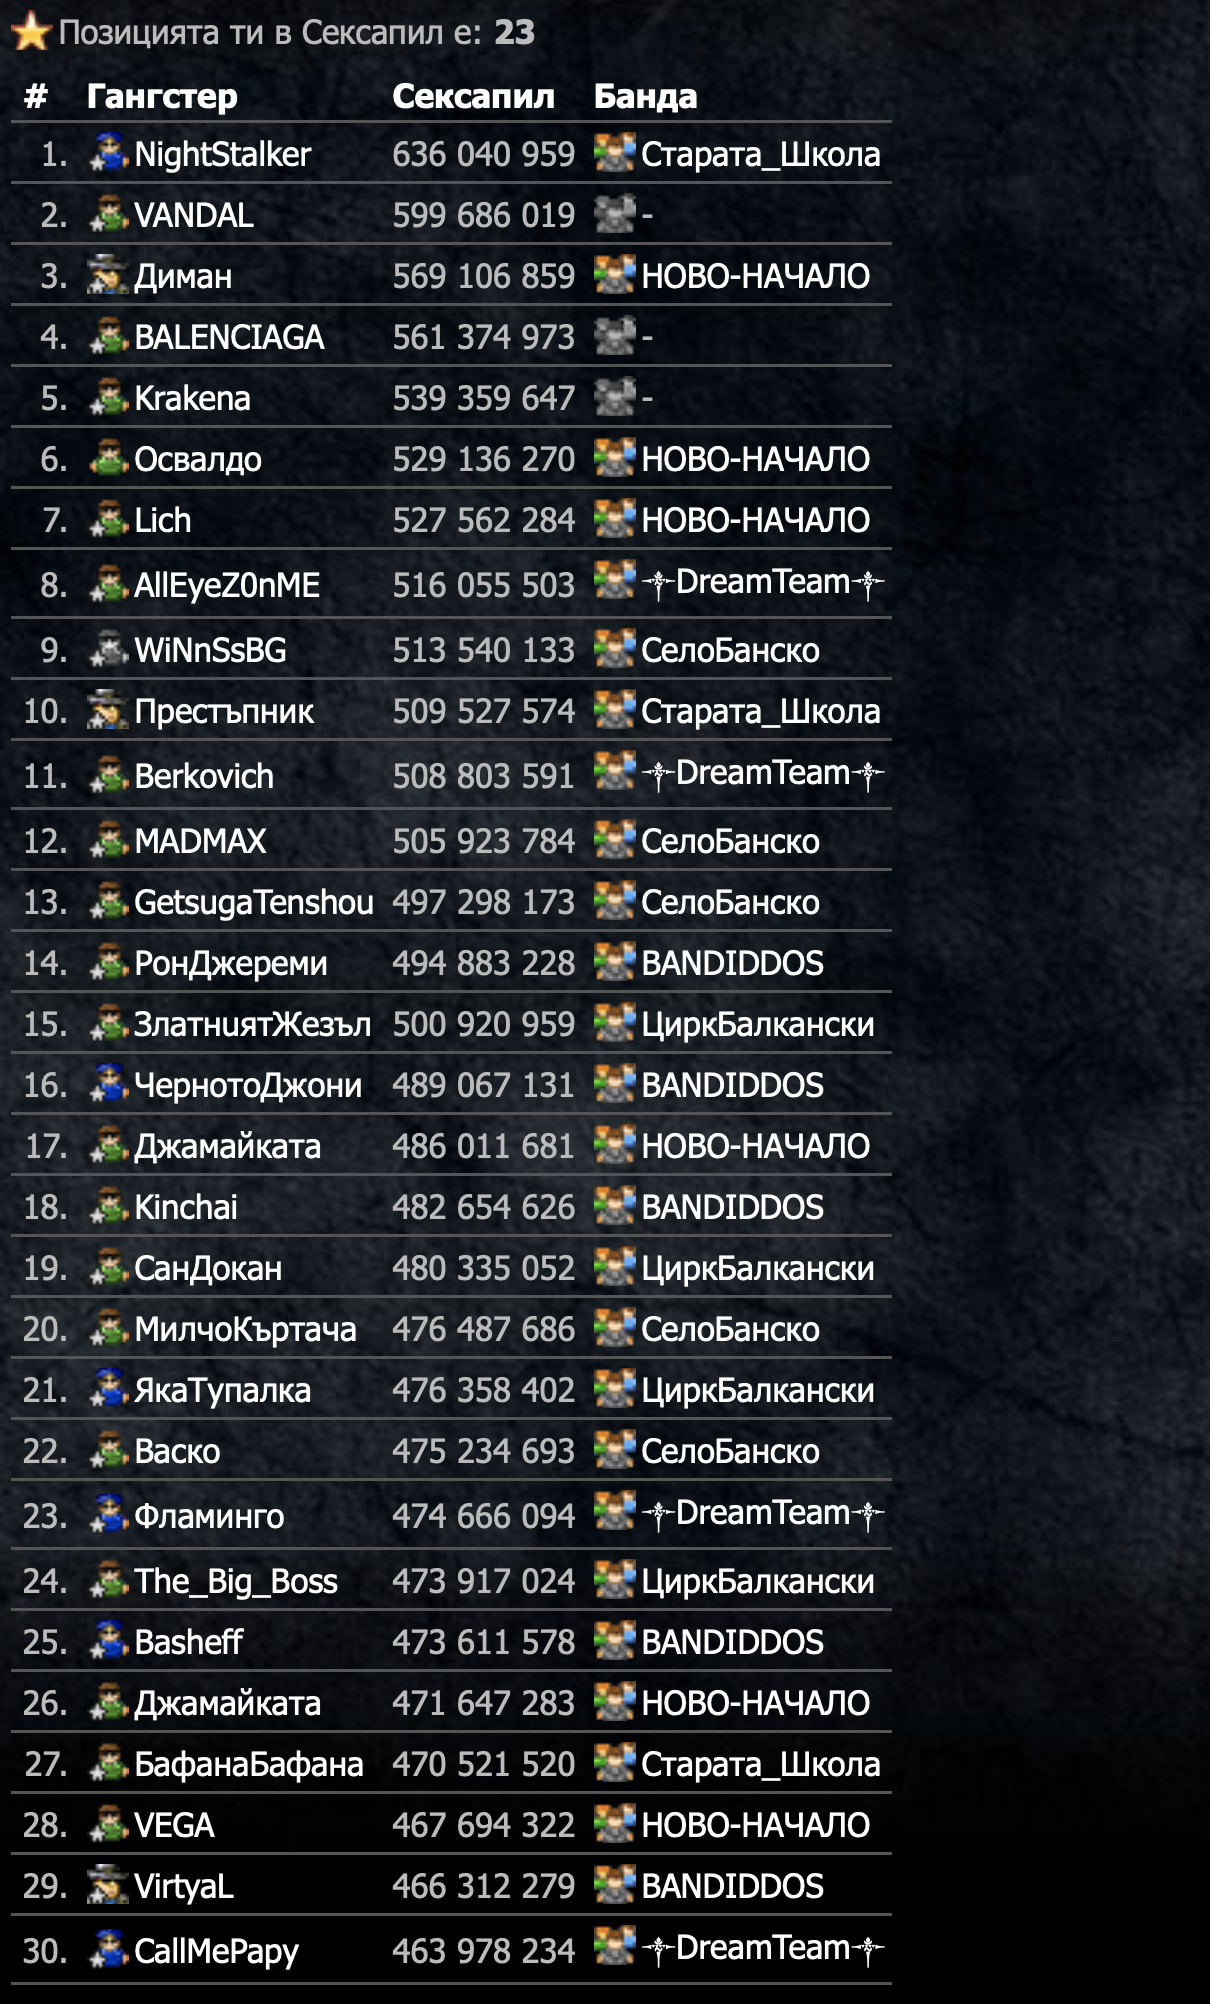 Позицията ти в Сексапил е: 23
# Гангстер Сексапил Банда
1. NightStalker 636 040 959 Старата_Школа
2. VANDAL 599 686 019 -
3. Диман 569 106 859 НОВО-НАЧАЛО
4. BALENCIAGA 561 374 973 -
5. Krakena 539 359 647 -
6. Освалдо 529 136 270 НОВО-НАЧАЛО
7. Lich 527 562 284 НОВО-НАЧАЛО
8. AllEyeZ0nME 516 055 503 ⸎DreamTeam⸎
9. WiNnSsBG 513 540 133 СелоБанско
10. Престъпник 509 527 574 Старата_Школа
11. Berkovich 508 803 591 ⸎DreamTeam⸎
12. MADMAX 505 923 784 СелоБанско
13. GetsugaTenshou 497 298 173 СелоБанско
14. РонДжереми 494 883 228 BANDIDDOS
15. ЗлатнuятЖезъл 500 920 959 ЦиркБалкански
16. ЧернотоДжони 489 067 131 BANDIDDOS
17. Джамайката 486 011 681 НОВО-НАЧАЛО
18. Kinchai 482 654 626 BANDIDDOS
19. СанДокан 480 335 052 ЦиркБалкански
20. МилчоКъртача 476 487 686 СелоБанско
21. ЯкаТупалка 476 358 402 ЦиркБалкански
22. Васко 475 234 693 СелоБанско
23. Фламинго 474 666 094 ⸎DreamTeam⸎
24. The_Big_Boss 473 917 024 ЦиркБалкански
25. Basheff 473 611 578 BANDIDDOS
26. Джамайката 471 647 283 НОВО-НАЧАЛО
27. БафанаБафана 470 521 520 Старата_Школа
28. VEGA 467 694 322 НОВО-НАЧАЛО
29. VirtyaL 466 312 279 BANDIDDOS
30. CallMePapy 463 978 234 ⸎DreamTeam⸎